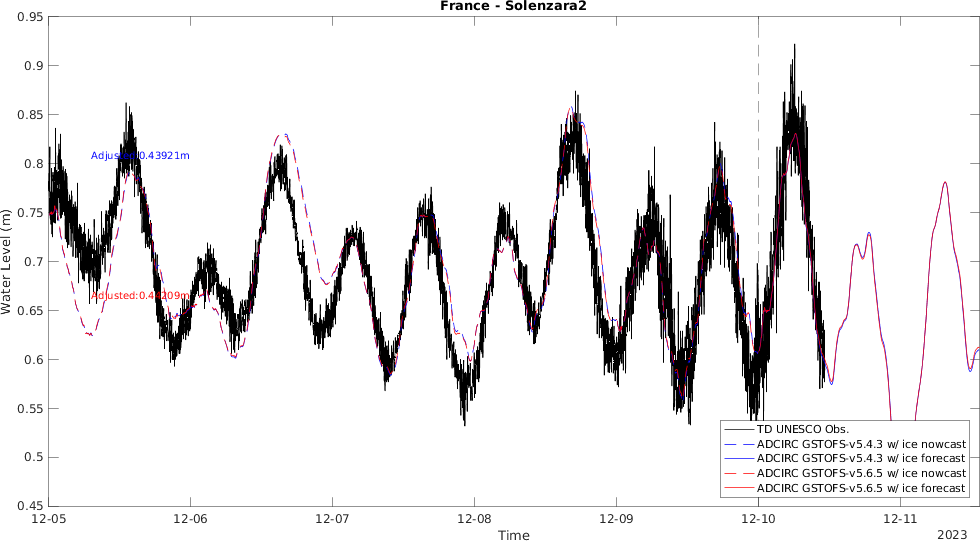 France - Solenzara2
0.95
0.9
0.85
0.8
0.75
0.7
0.65
0.6
0.55
0.5
0.45
Water Level (m)
Adjusted:0.43921m
Adjusted:0.44209m
TD UNESCO Obs.
ADCIRC GSTOFS-v5.4.3 w/ ice nowcast
ADCIRC GSTOFS-v5.4.3 w/ ice forecast
ADCIRC GSTOFS-v5.6.5 w/ ice nowcast
ADCIRC GSTOFS-v5.6.5 w/ ice forecast
12-05 12-06 12-07 12-08 12-09 12-10 12-11
Time
2023